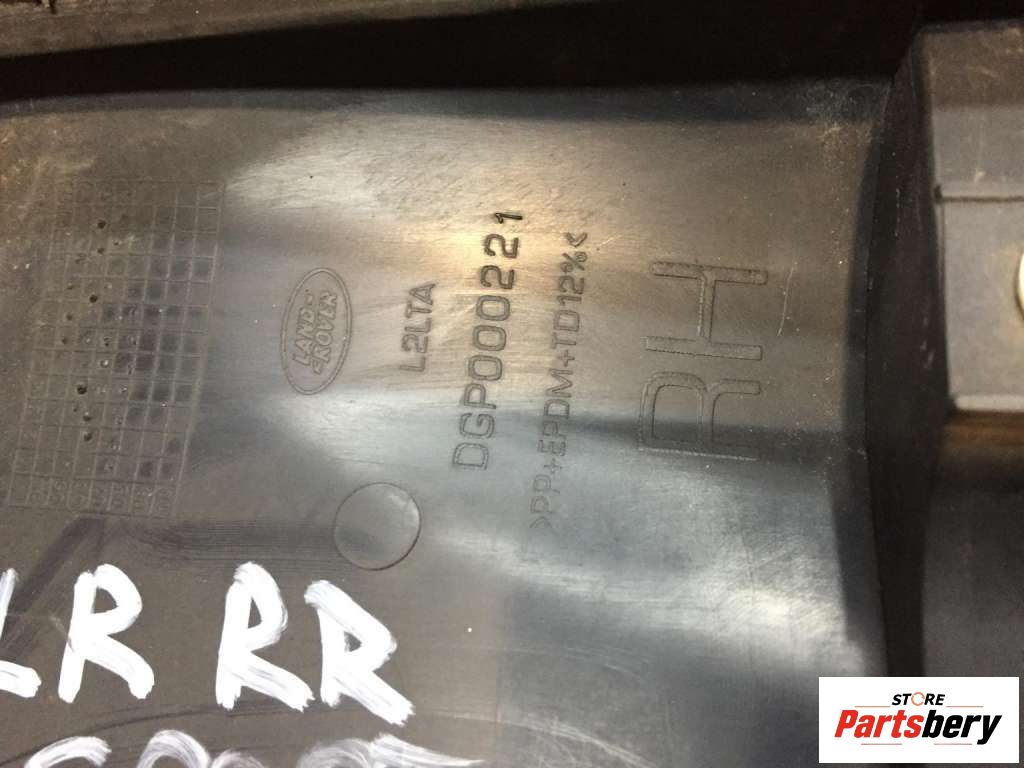 LAND-
ROVER
L2LTA
DGP000221
>PP+EPDM+TD12%<
RH
LR RR
STORE
Partsbery